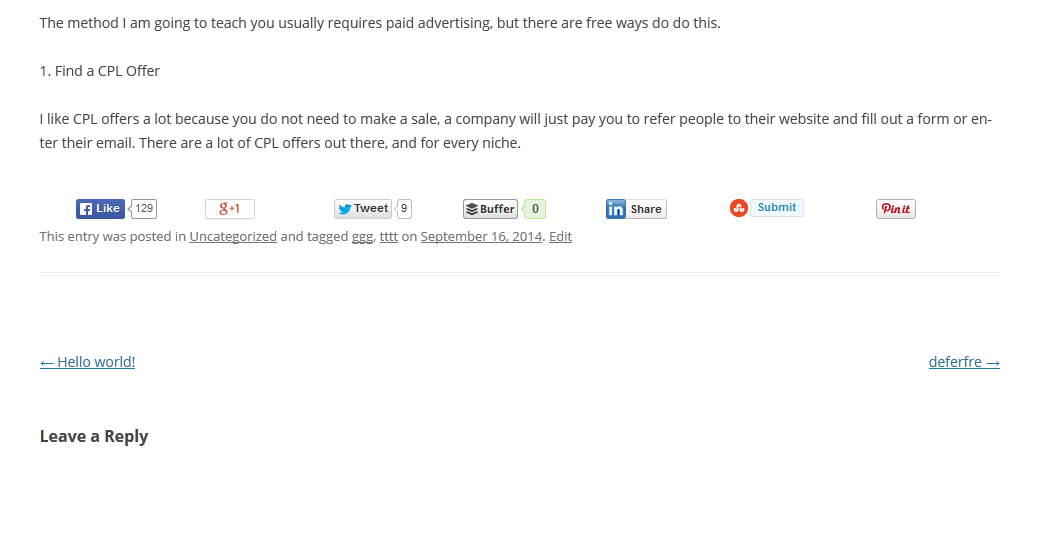 The method I am going to teach you usually requires paid advertising, but there are free ways do do this.
1. Find a CPL Offer
I like CPL offers a lot because you do not need to make a sale, a company will just pay you to refer people to their website and fill out a form or en-
ter their email. There are a lot of CPL offers out there, and for every niche.
Like 129 g+1 Tweet 9 Buffer 0 in Share Submit Pin it
This entry was posted in Uncategorized and tagged ggg, tttt on September 16, 2014. Edit
← Hello world! deferfre →
Leave a Reply